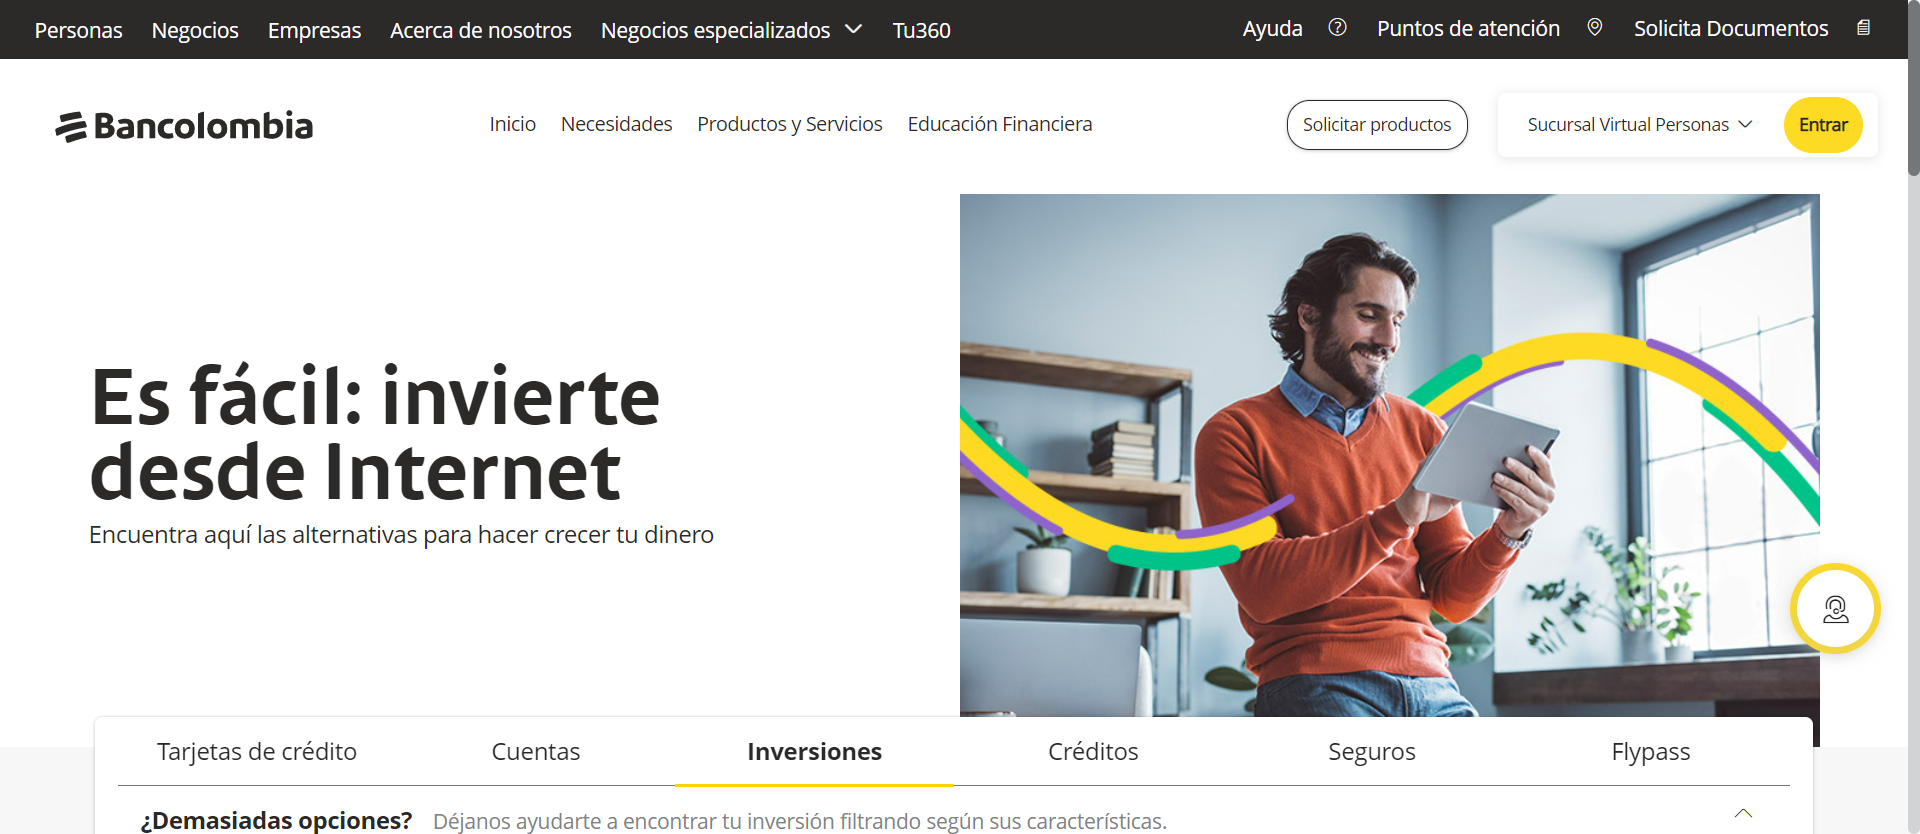 Personas Negocios Empresas Acerca de nosotros Negocios especializados Tu360 Ayuda Puntos de atención Solicita Documentos
Bancolombia Inicio Necesidades Productos y Servicios Educación Financiera Solicitar productos Sucursal Virtual Personas Entrar
Es fácil: invierte
desde Internet
Encuentra aquí las alternativas para hacer crecer tu dinero
Tarjetas de crédito Cuentas Inversiones Créditos Seguros Flypass
¿Demasiadas opciones? Déjanos ayudarte a encontrar tu inversión filtrando según sus características.